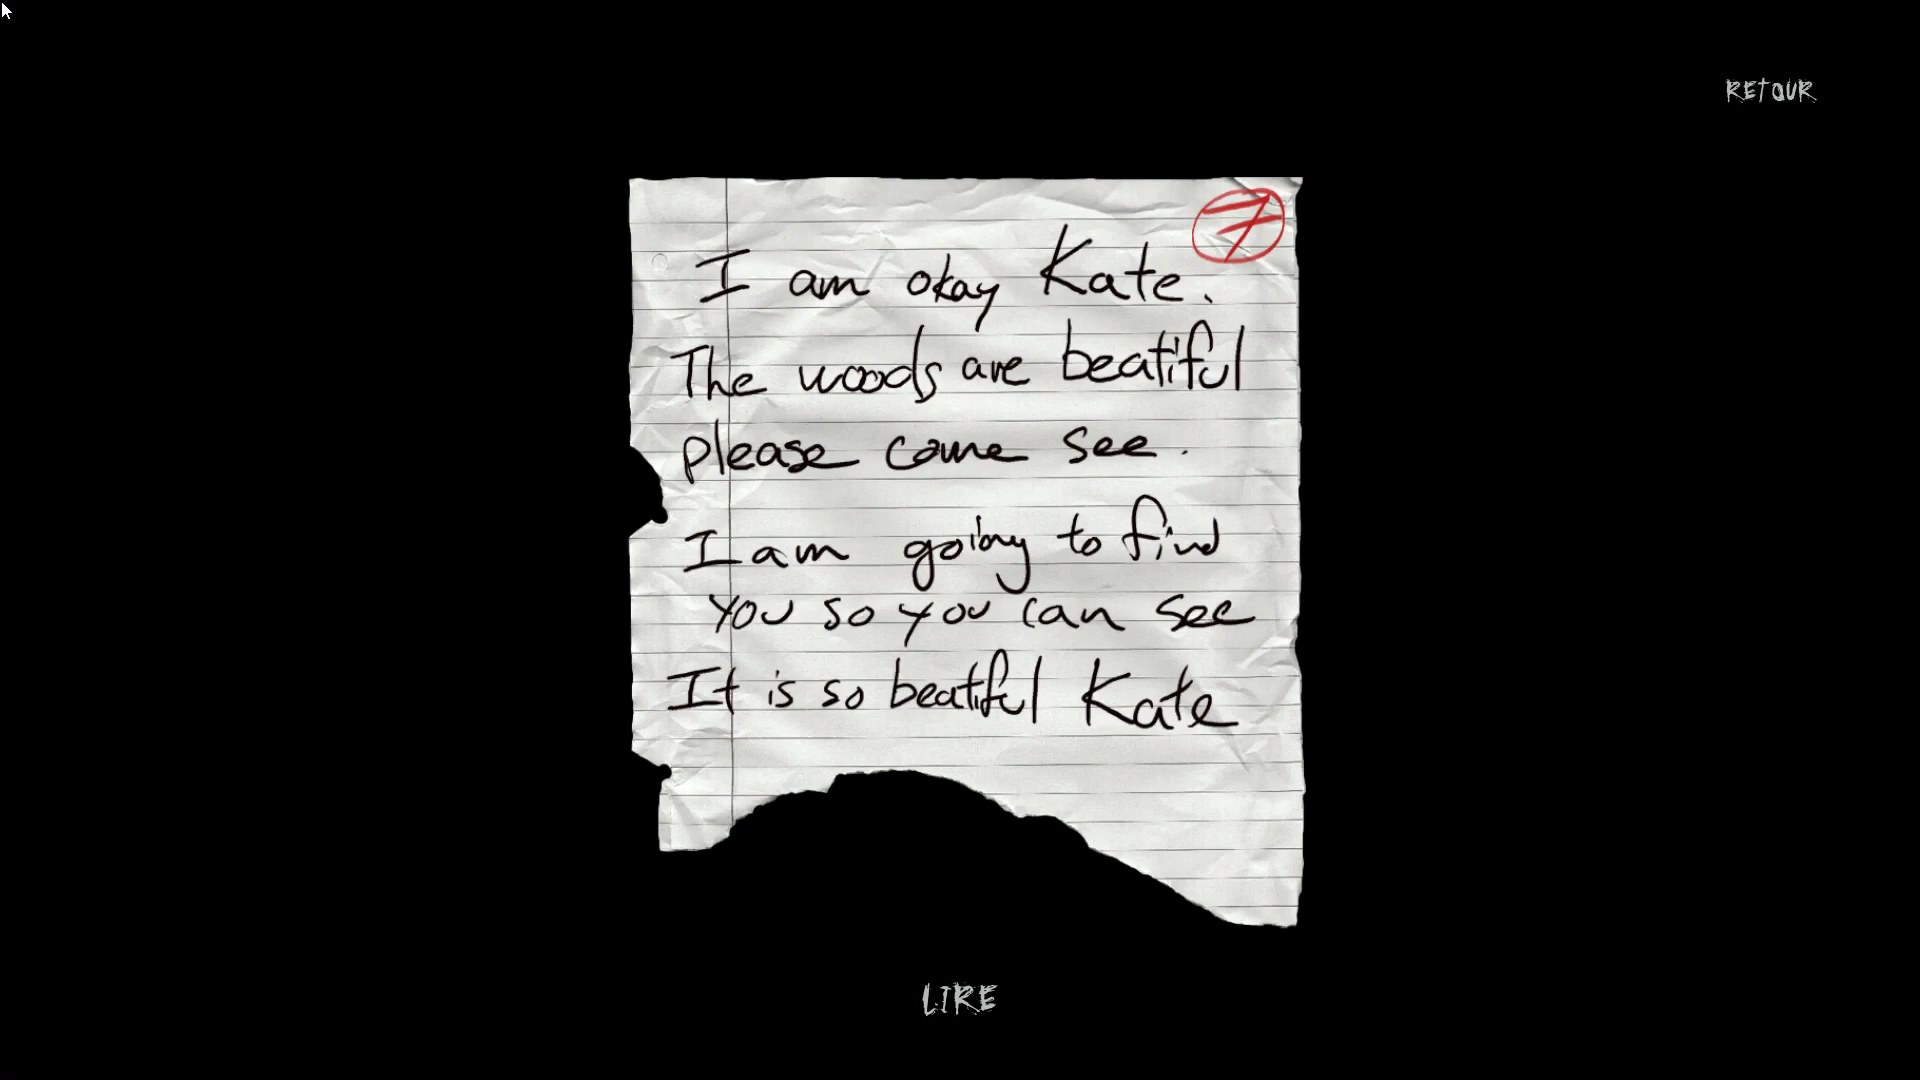 RETOUR
7
I am okay Kate.
The woods are beatiful
please come see.
I am going to find
you so you can see
It is so beatiful Kate
LIRE